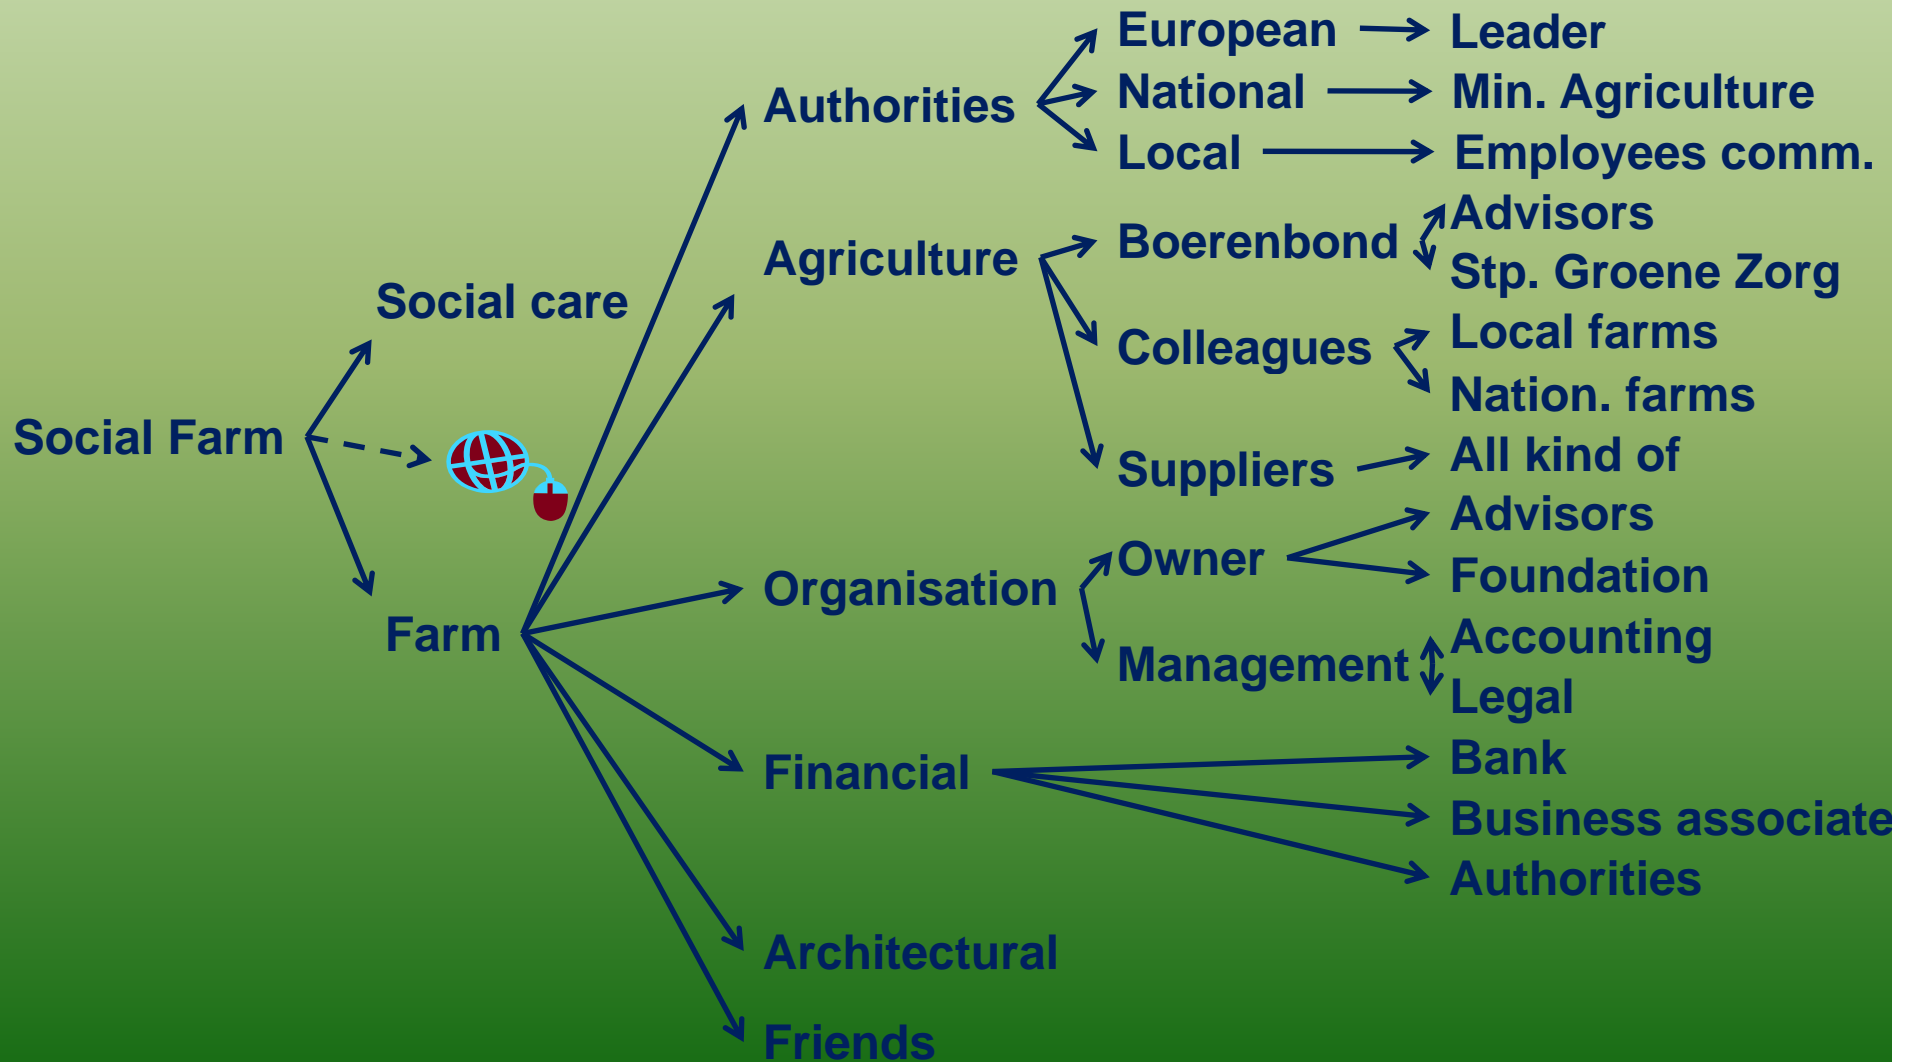 Social Farm
Social care
Farm
Authorities
Agriculture
Organisation
Financial
Architectural
Friends
European
National
Local
Boerenbond
Colleagues
Suppliers
Owner
Management
Leader
Min. Agriculture
Employees comm.
Advisors
Stp. Groene Zorg
Local farms
Nation. farms
All kind of
Advisors
Foundation
Accounting
Legal
Bank
Business associate
Authorities